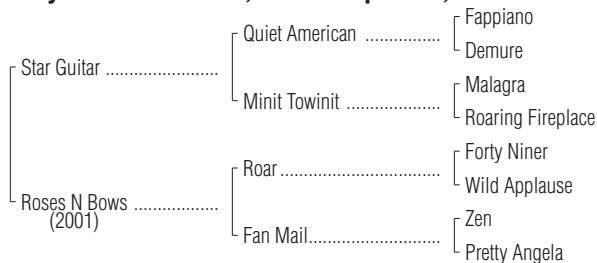 Fappiano
Quiet American ..................
Demure
Star Guitar ...........................
Malagra
Minit Towinit ......................
Roaring Fireplace
Forty Niner
Roar ......................................
Wild Applause
Roses N Bows ....................
(2001)
Zen
Fan Mail................................
Pretty Angela